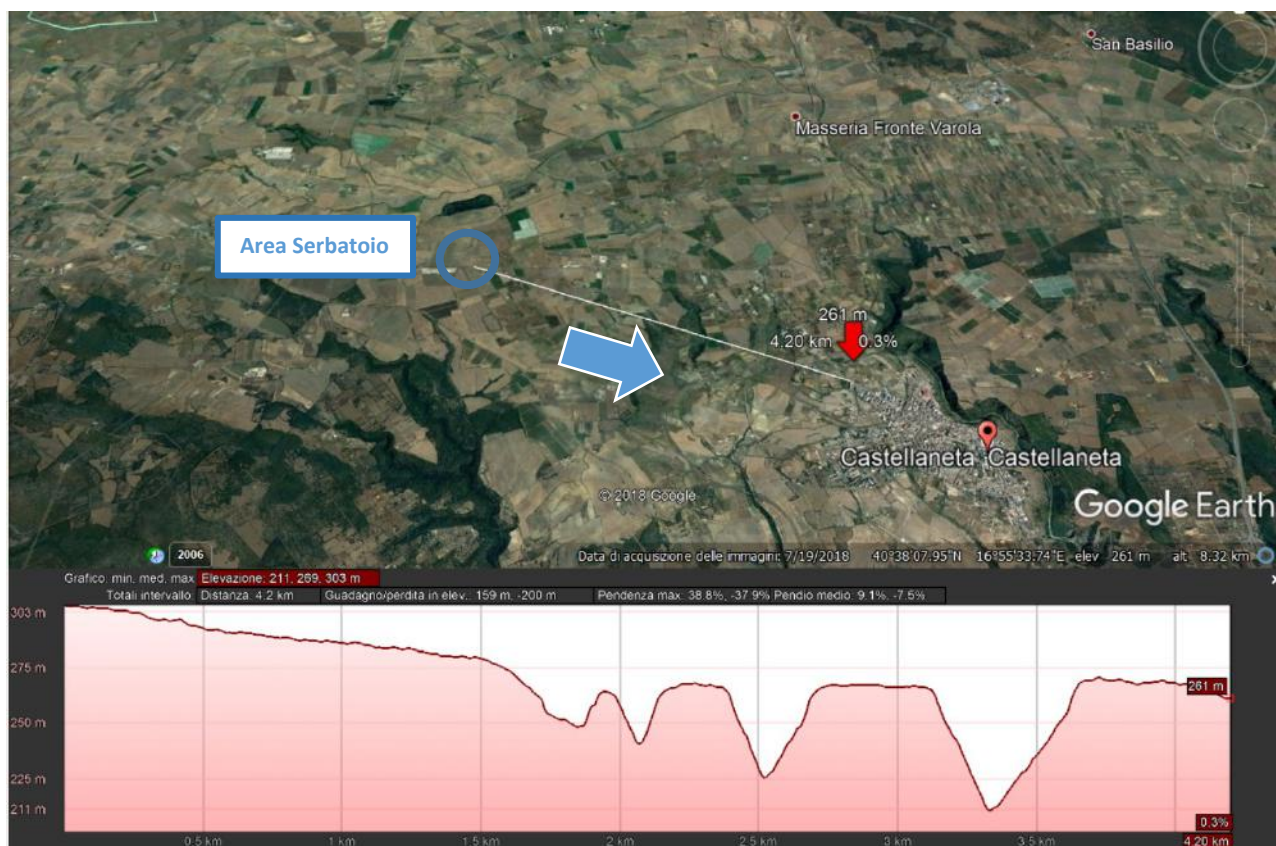 San Basilio
Masseria Fronte Varola
Area Serbatoio
261 m
4.20 km 0.3%
Castellaneta Castellaneta
© 2018 Google
Google Earth
2006
Data di acquisizione delle immagini: 7/19/2018 40°38'07.95"N 16°55'33.74"E elev 261 m alt 8.32 km
Grafico: min, med, max Elevazione: 211, 269, 303 m
Totali intervallo: Distanza: 4.2 km Guadagno/perdita in elev.: 159 m, -200 m Pendenza max: 38.8%, -37.9% Pendio medio: 9.1%, -7.5%
303 m
275 m
261 m
250 m
225 m
211 m
0.3%
0.5 km 1 km 1.5 km 2 km 2.5 km 3 km 3.5 km 4.20 km